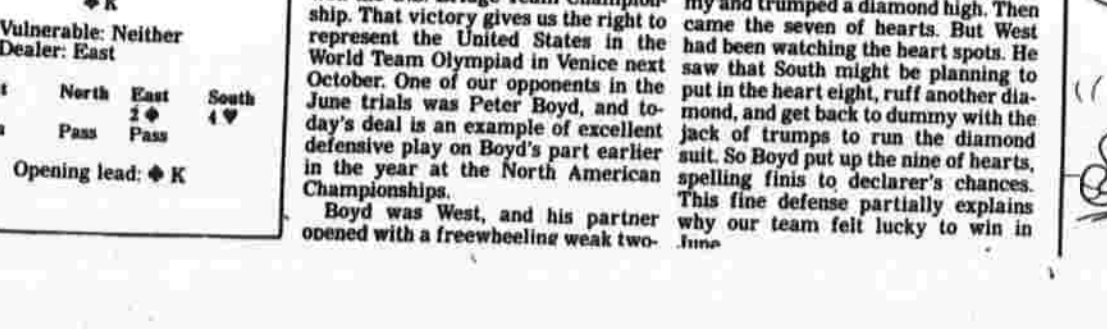 ♠ K
Vulnerable: Neither
Dealer: East
North East South
2 ♠ 4 ♥
Pass Pass
Opening lead: ♠ K
U.S. Bridge Team Champion-
ship. That victory gives us the right to
represent the United States in the
World Team Olympiad in Venice next
October. One of our opponents in the
June trials was Peter Boyd, and to-
day's deal is an example of excellent
defensive play on Boyd's part earlier
in the year at the North American
Championships.
Boyd was West, and his partner
opened with a freewheeling weak two-
my and trumped a diamond high. Then
came the seven of hearts. But West
had been watching the heart spots. He
saw that South might be planning to
put in the heart eight, ruff another dia-
mond, and get back to dummy with the
jack of trumps to run the diamond
suit. So Boyd put up the nine of hearts,
spelling finis to declarer's chances.
This fine defense partially explains
why our team felt lucky to win in
June